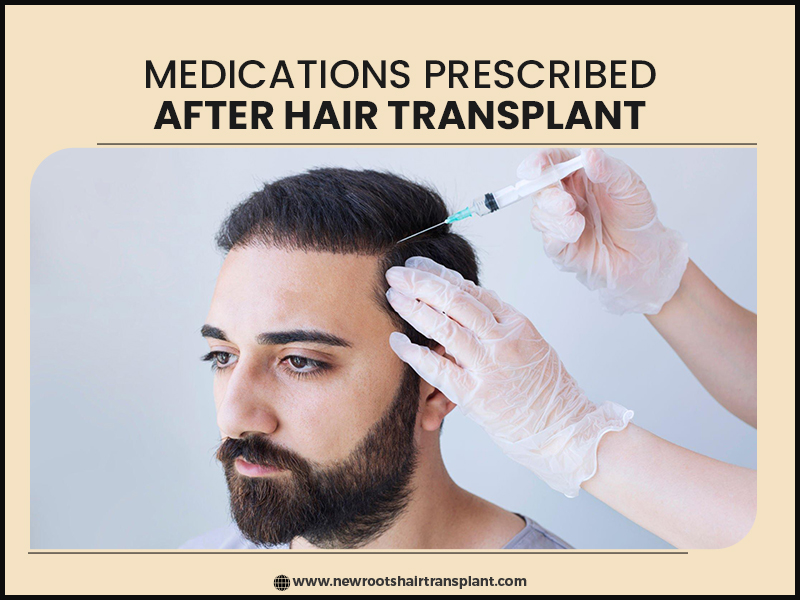 MEDICATIONS PRESCRIBED
AFTER HAIR TRANSPLANT
www.newrootshairtransplant.com